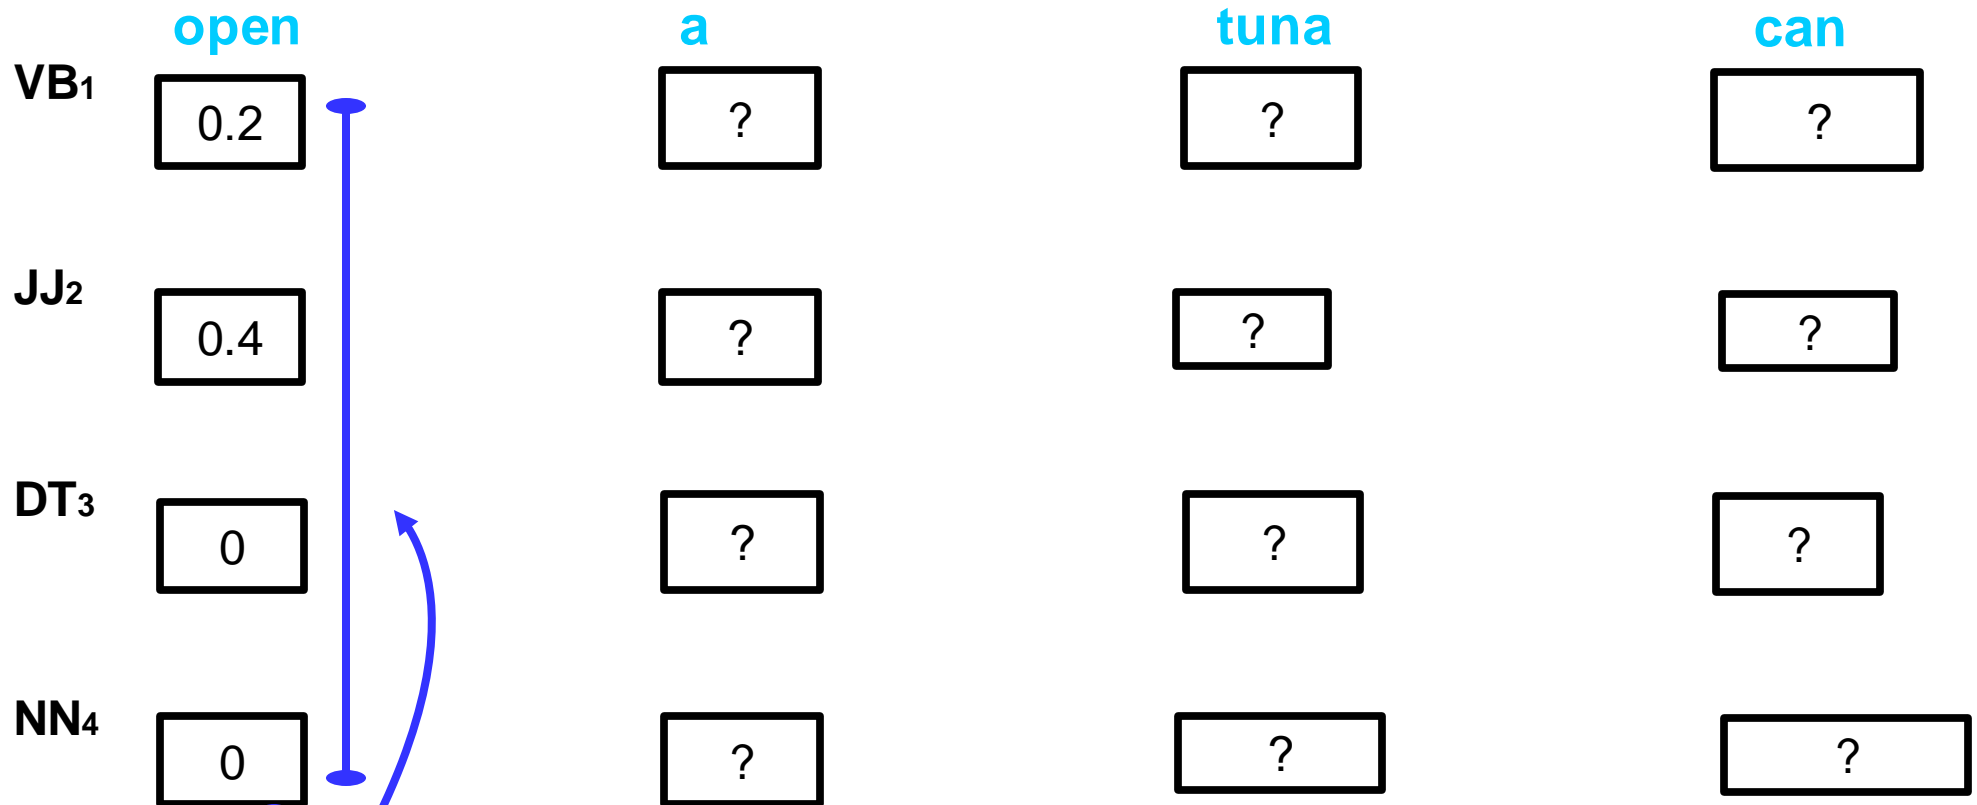 open a tuna can
VB1 0.2 ? ? ?
JJ2 0.4 ? ? ?
DT3 0 ? ? ?
NN4 0 ? ? ?